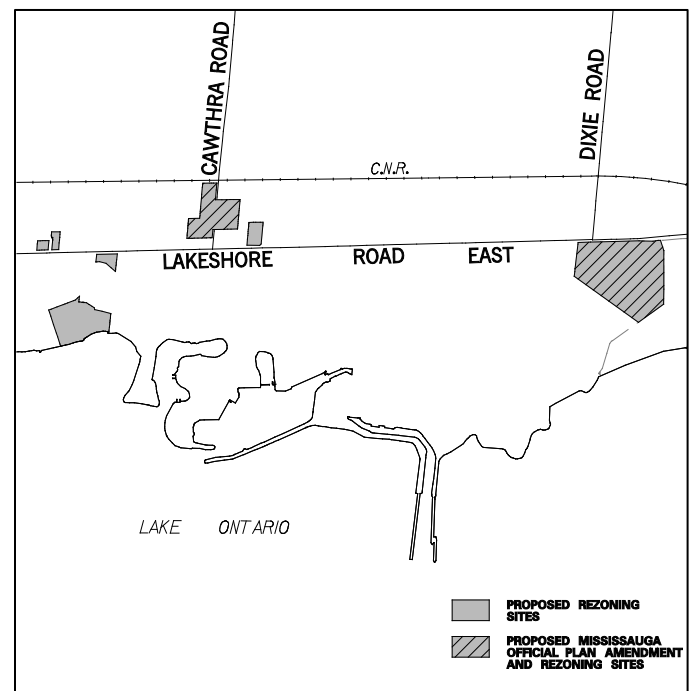 CAWTHRA ROAD
DIXIE ROAD
C.N.R.
LAKESHORE ROAD EAST
LAKE ONTARIO
PROPOSED REZONING
SITES
PROPOSED MISSISSAUGA
OFFICIAL PLAN AMENDMENT
AND REZONING SITES